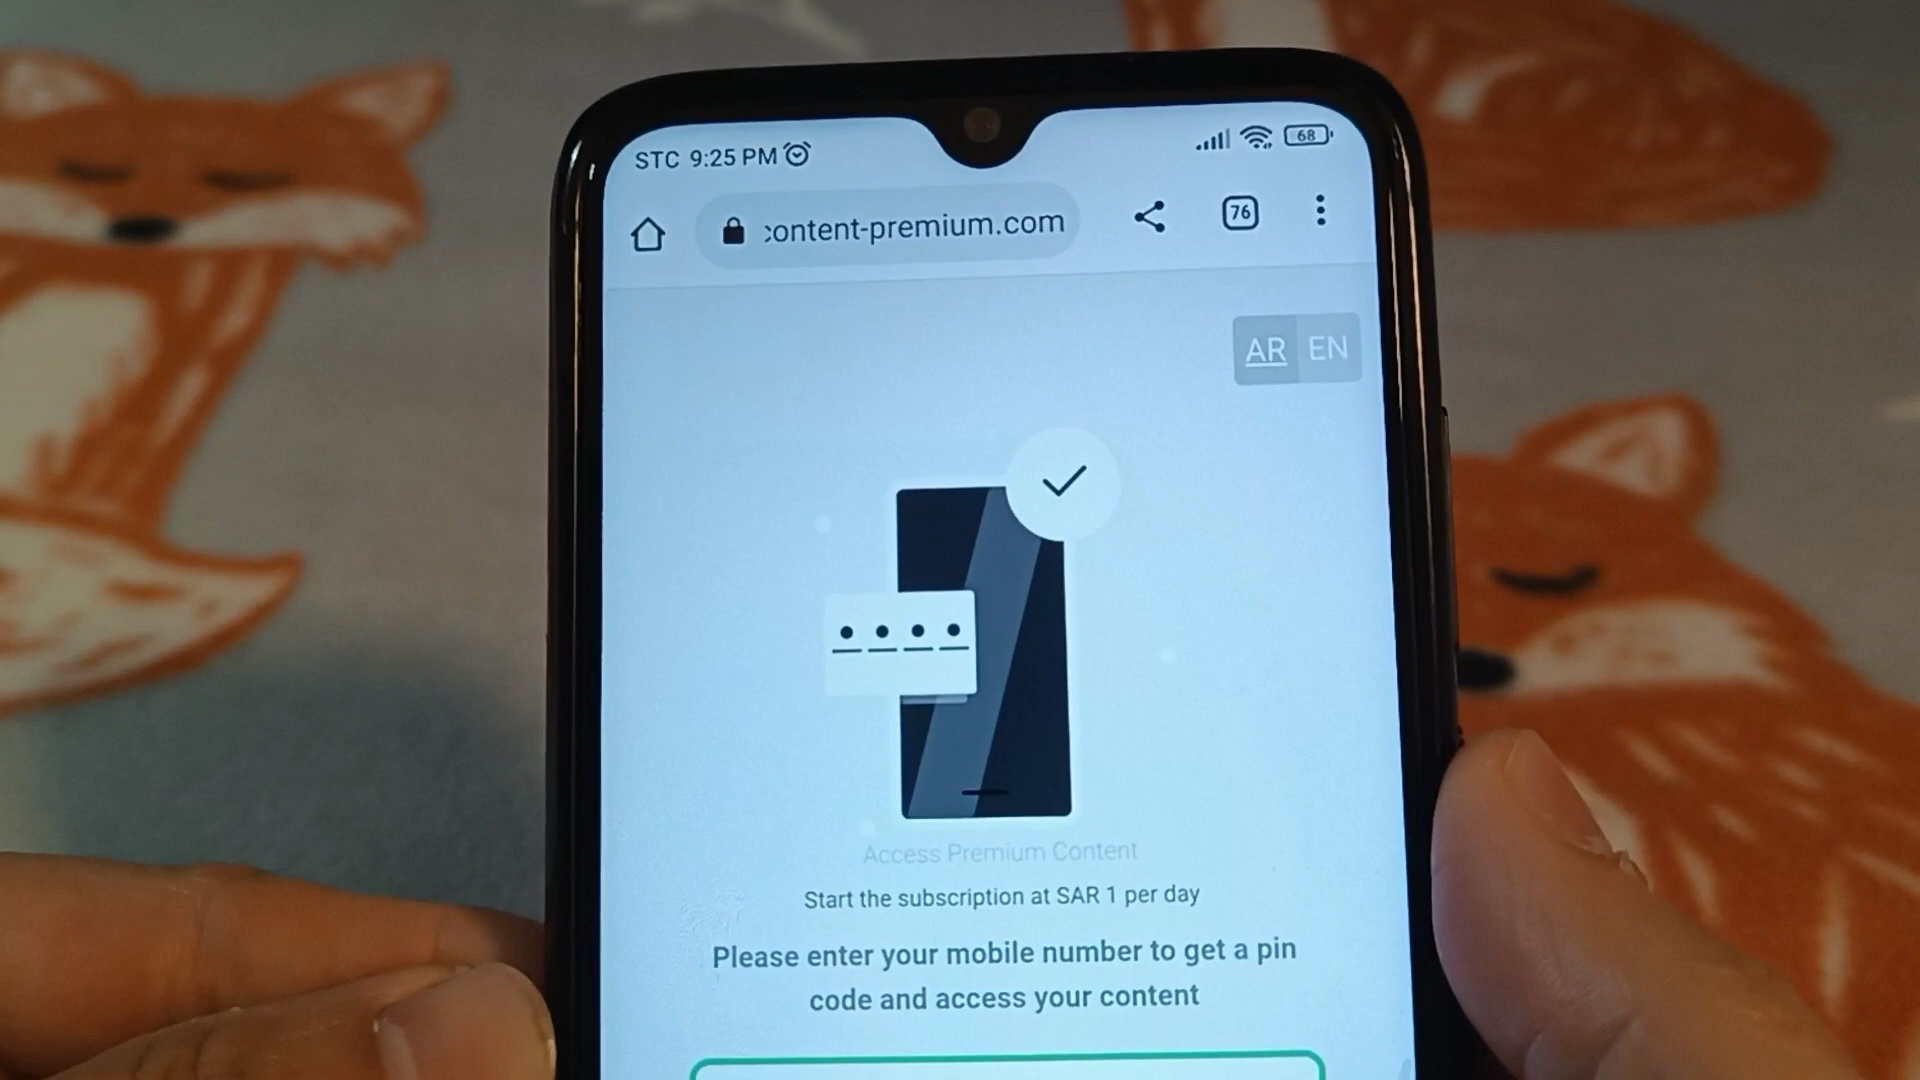 STC 9:25 PM
68
content-premium.com
76
AR EN
Access Premium Content
Start the subscription at SAR 1 per day
Please enter your mobile number to get a pin
code and access your content